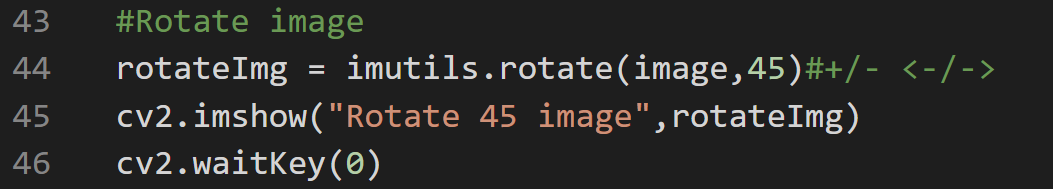 43 #Rotate image
44 rotateImg = imutils.rotate(image,45)#+/- <-/->
45 cv2.imshow("Rotate 45 image",rotateImg)
46 cv2.waitKey(0)